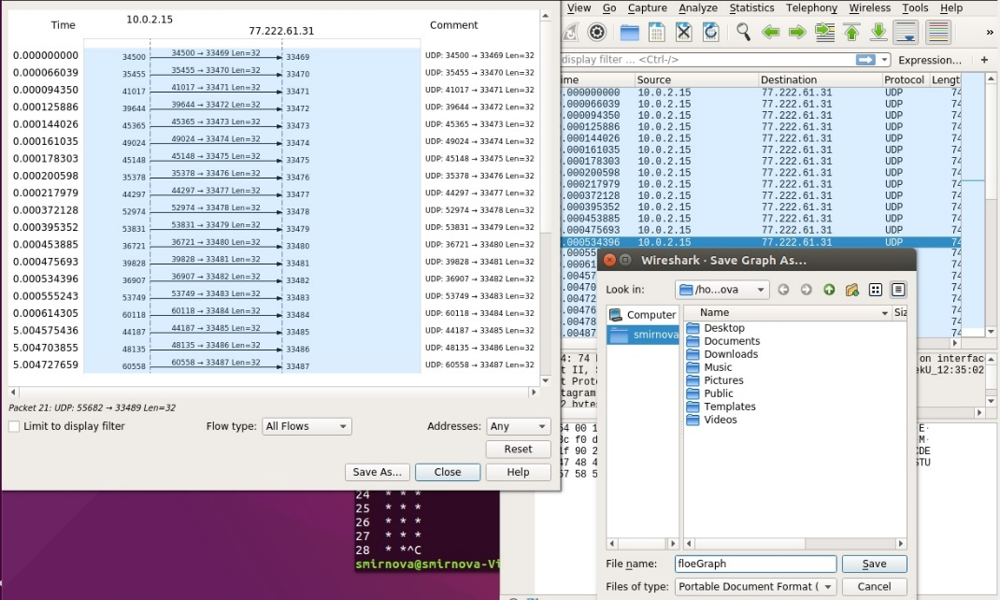 View Go Capture Analyze Statistics Telephony Wireless Tools Help
10.0.2.15
Time 77.222.61.31 Comment
0.000000000 34500 34500 → 33469 Len=32 33469 UDP: 34500 → 33469 Len=32
0.000066039 35455 35455 → 33470 Len=32 33470 UDP: 35455 → 33470 Len=32
0.000094350 41017 41017 → 33471 Len=32 33471 UDP: 41017 → 33471 Len=32
0.000125886 39644 39644 → 33472 Len=32 33472 UDP: 39644 → 33472 Len=32
0.000144026 45365 45365 → 33473 Len=32 33473 UDP: 45365 → 33473 Len=32
0.000161035 49024 49024 → 33474 Len=32 33474 UDP: 49024 → 33474 Len=32
0.000178303 45148 45148 → 33475 Len=32 33475 UDP: 45148 → 33475 Len=32
0.000200598 35378 35378 → 33476 Len=32 33476 UDP: 35378 → 33476 Len=32
0.000217979 44297 44297 → 33477 Len=32 33477 UDP: 44297 → 33477 Len=32
0.000372128 52974 52974 → 33478 Len=32 33478 UDP: 52974 → 33478 Len=32
0.000395352 53831 53831 → 33479 Len=32 33479 UDP: 53831 → 33479 Len=32
0.000453885 36721 36721 → 33480 Len=32 33480 UDP: 36721 → 33480 Len=32
0.000475693 39828 39828 → 33481 Len=32 33481 UDP: 39828 → 33481 Len=32
0.000534396 36907 36907 → 33482 Len=32 33482 UDP: 36907 → 33482 Len=32
0.000555243 53749 53749 → 33483 Len=32 33483 UDP: 53749 → 33483 Len=32
0.000614305 60118 60118 → 33484 Len=32 33484 UDP: 60118 → 33484 Len=32
5.004575436 44187 44187 → 33485 Len=32 33485 UDP: 44187 → 33485 Len=32
5.004703855 48135 48135 → 33486 Len=32 33486 UDP: 48135 → 33486 Len=32
5.004727659 60558 60558 → 33487 Len=32 33487 UDP: 60558 → 33487 Len=32
Packet 21: UDP: 55682 → 33489 Len=32
Limit to display filter Flow type: All Flows Addresses: Any
Reset
Save As... Close Help
24 * * *
25 * * *
26 * * *
27 * * *
28 * *^C
smirnova@smirnova-Vi
display filter ... <Ctrl-/> Expression... +
ime Source Destination Protocol Lengt
.000000000 10.0.2.15 77.222.61.31 UDP 74
.000066039 10.0.2.15 77.222.61.31 UDP 74
.000094350 10.0.2.15 77.222.61.31 UDP 74
.000125886 10.0.2.15 77.222.61.31 UDP 74
.000144026 10.0.2.15 77.222.61.31 UDP 74
.000161035 10.0.2.15 77.222.61.31 UDP 74
.000178303 10.0.2.15 77.222.61.31 UDP 74
.000200598 10.0.2.15 77.222.61.31 UDP 74
.000217979 10.0.2.15 77.222.61.31 UDP 74
.000372128 10.0.2.15 77.222.61.31 UDP 74
.000395352 10.0.2.15 77.222.61.31 UDP 74
.000453885 10.0.2.15 77.222.61.31 UDP 74
.000475693 10.0.2.15 77.222.61.31 UDP 74
.000534396 10.0.2.15 77.222.61.31 UDP 74
.00055 74
.00061 74
.00457 74
.00470 74
.00472 74
.00476 74
.00478 74
.00487 74
Wireshark · Save Graph As...
Look in: /ho...ova
Computer
smirnova
Name Siz
Desktop
Documents
Downloads
Music
Pictures
Public
Templates
Videos
File name: floeGraph Save
Files of type: Portable Document Format ( Cancel
4: 74 on interfac
t II, ekU_12:35:02
t Prot
tagram
2 byte
54 00 1
3c f0 d
1f 90 2
47 48 4
57 58 5